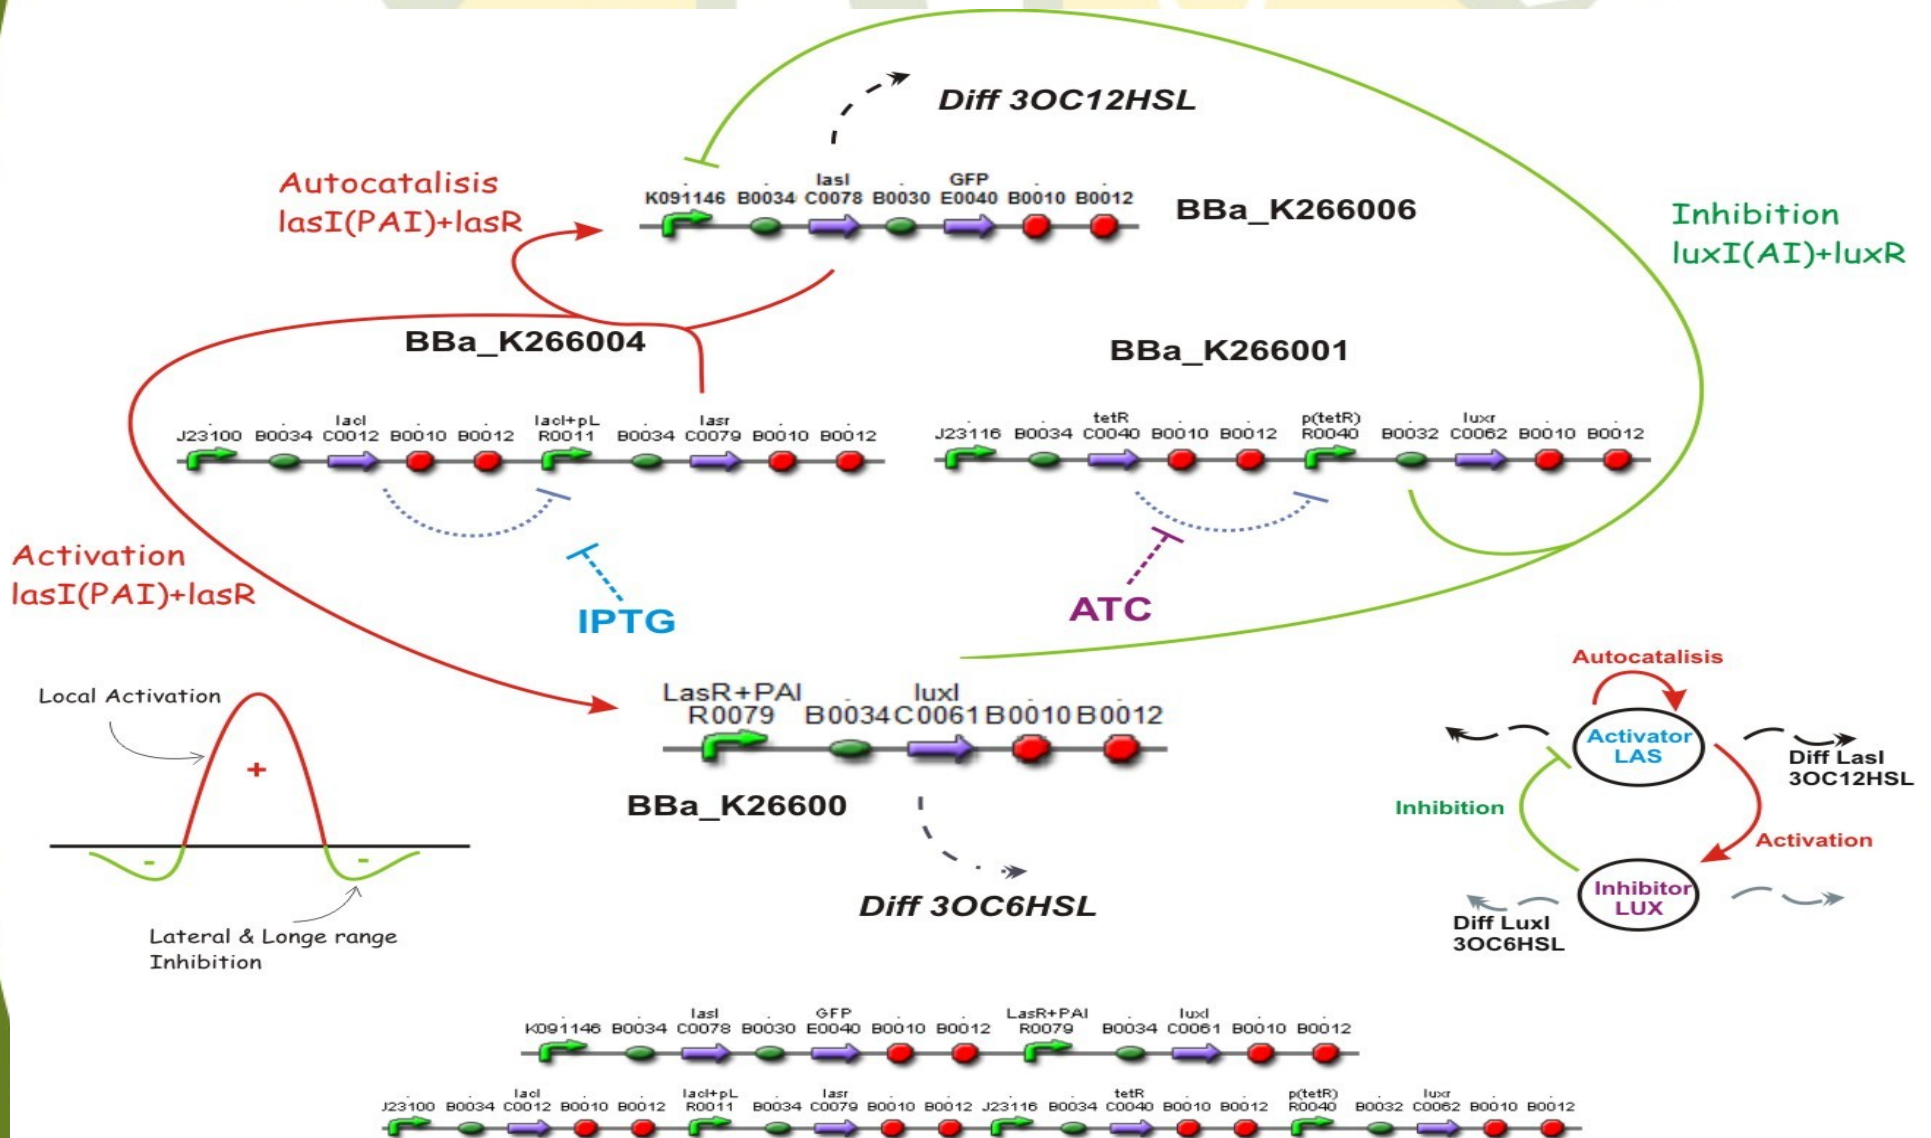 Diff 3OC12HSL
Autocatalisis
lasI(PAI)+lasR
lasI GFP
K091146 B0034 C0078 B0030 E0040 B0010 B0012
BBa_K266006
Inhibition
luxI(AI)+luxR
BBa_K266004
BBa_K266001
lacI lacI+pL lasr
J23100 B0034 C0012 B0010 B0012 R0011 B0034 C0079 B0010 B0012
tetR p(tetR) luxr
J23116 B0034 C0040 B0010 B0012 R0040 B0032 C0062 B0010 B0012
Activation
lasI(PAI)+lasR
IPTG
ATC
LasR+PAI luxI
R0079 B0034 C0061 B0010 B0012
BBa_K26600
Diff 3OC6HSL
Local Activation
+
- -
Lateral & Longe range
Inhibition
Autocatalisis
Activator
LAS
Diff LasI
3OC12HSL
Inhibition
Activation
Inhibitor
LUX
Diff LuxI
3OC6HSL
lasI GFP LasR+PAI luxI
K091146 B0034 C0078 B0030 E0040 B0010 B0012 R0079 B0034 C0061 B0010 B0012
lacI lacI+pL lasr tetR p(tetR) luxr
J23100 B0034 C0012 B0010 B0012 R0011 B0034 C0079 B0010 B0012 J23116 B0034 C0040 B0010 B0012 R0040 B0032 C0062 B0010 B0012